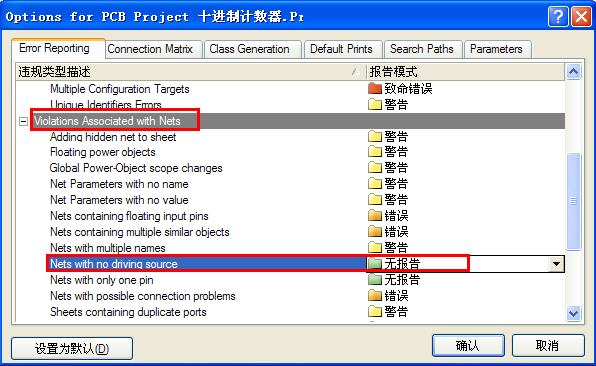 Options for PCB Project 十进制计数器.Pr
Error Reporting Connection Matrix Class Generation Default Prints Search Paths Parameters
违规类型描述 报告模式
Multiple Configuration Targets 致命错误
Unique Identifiers Errors 警告
Violations Associated with Nets
Adding hidden net to sheet 警告
Floating power objects 警告
Global Power-Object scope changes 警告
Net Parameters with no name 警告
Net Parameters with no value 警告
Nets containing floating input pins 错误
Nets containing multiple similar objects 错误
Nets with multiple names 警告
Nets with no driving source 无报告
Nets with only one pin 无报告
Nets with possible connection problems 错误
Sheets containing duplicate ports 警告
设置为默认(D) 确认 取消